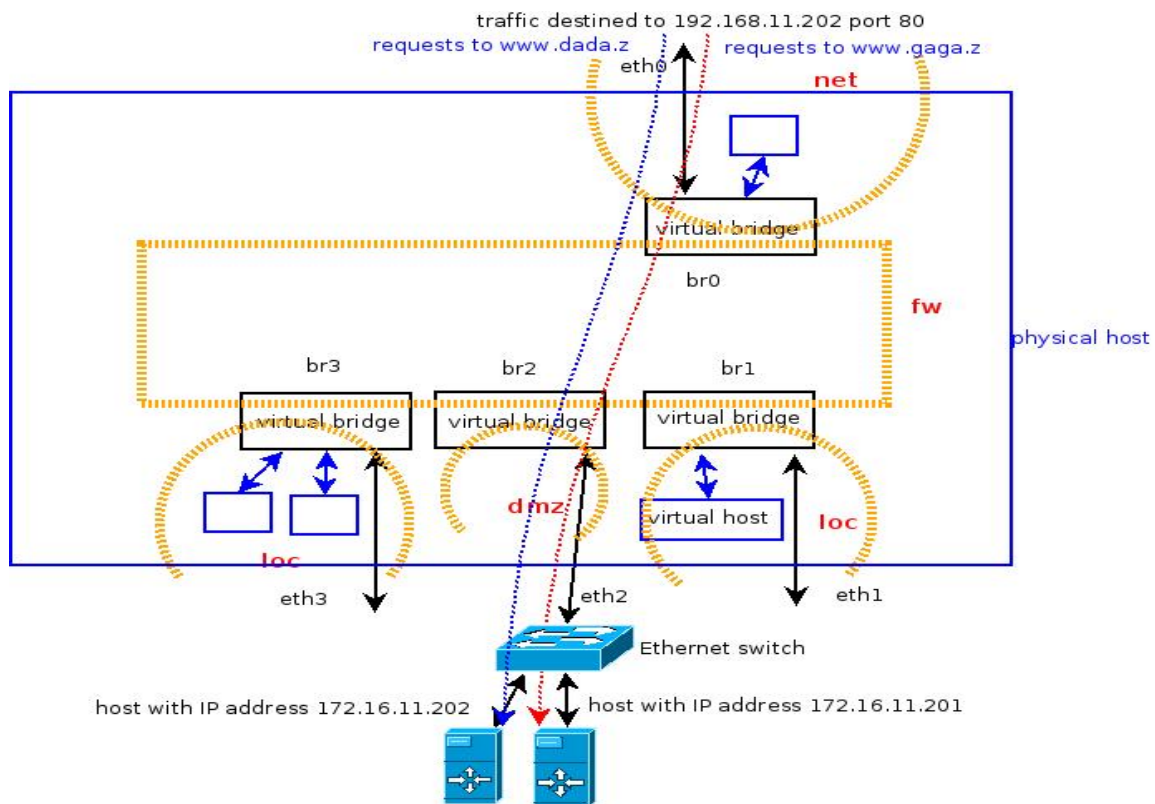 traffic destined to 192.168.11.202 port 80
requests to www.dada.z
requests to www.gaga.z
eth0
net
virtual bridge
br0
fw
physical host
br3
br2
br1
virtual bridge
virtual bridge
virtual bridge
dmz
virtual host
loc
loc
eth3
eth2
eth1
Ethernet switch
host with IP address 172.16.11.202
host with IP address 172.16.11.201